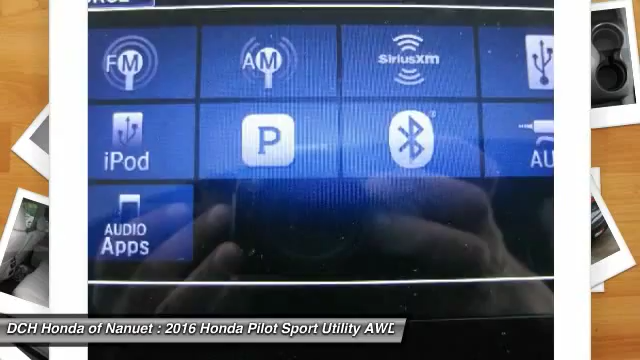 FM AM SiriusXM
iPod P AU
AUDIO
Apps
DCH Honda of Nanuet : 2016 Honda Pilot Sport Utility AWD